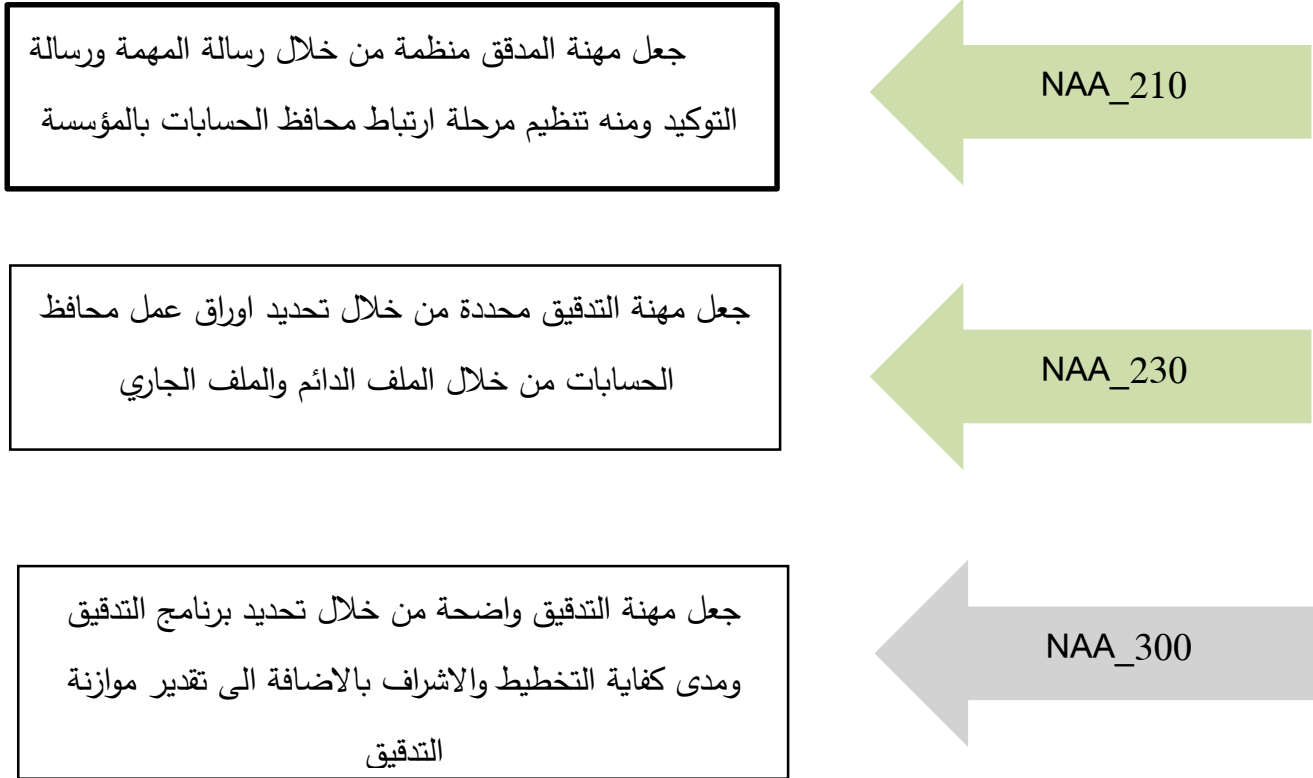 NAA_210
جعل مهنة المدقق منظمة من خلال رسالة المهمة ورسالة
التوكيد ومنه تنظيم مرحلة ارتباط محافظ الحسابات بالمؤسسة
NAA_230
جعل مهنة التدقيق محددة من خلال تحديد اوراق عمل محافظ
الحسابات من خلال الملف الدائم والملف الجاري
NAA_300
جعل مهنة التدقيق واضحة من خلال تحديد برنامج التدقيق
ومدى كفاية التخطيط والاشراف بالاضافة الى تقدير موازنة
التدقيق